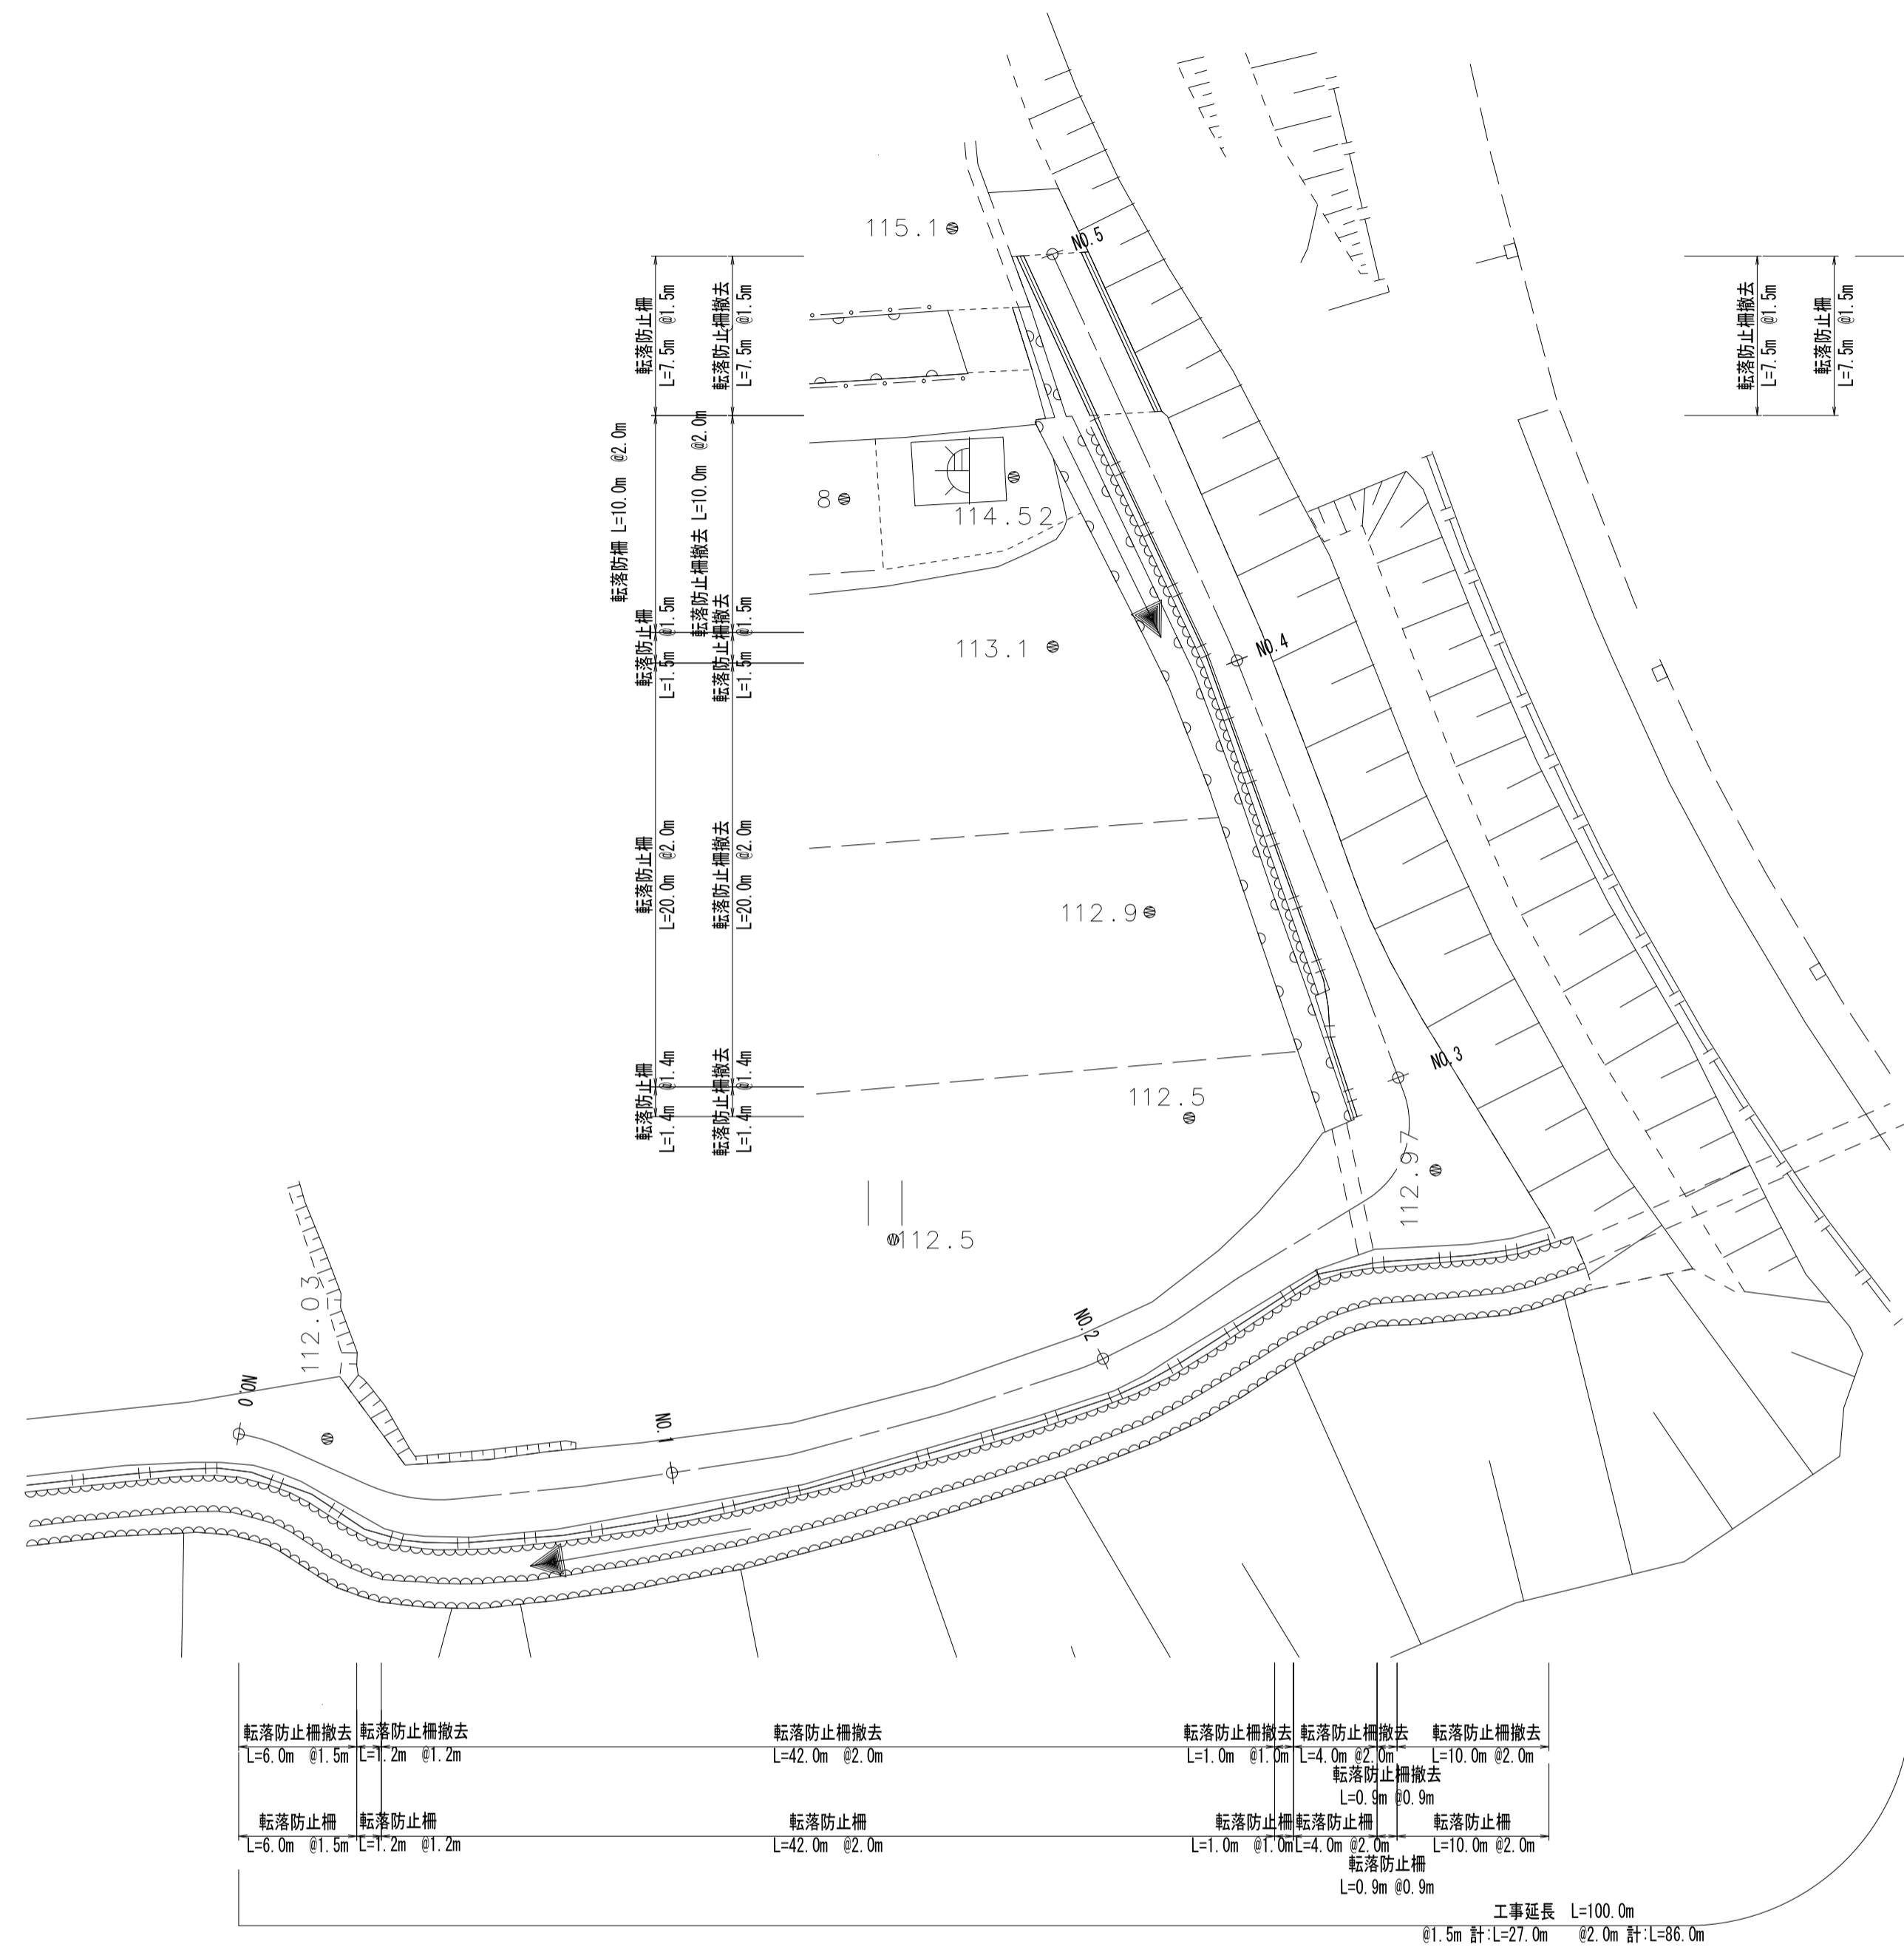 115.1
NO.5
転落防止柵
L=7.5m @1.5m
転落防止柵撤去
L=7.5m @1.5m
転落防止柵撤去
L=7.5m @1.5m
転落防止柵
L=7.5m @1.5m
転落防柵 L=10.0m @2.0m
転落防止柵撤去 L=10.0m @2.0m
8
114.52
転落防止柵
L=1.5m @1.5m
転落防止柵撤去
L=1.5m @1.5m
113.1
NO.4
転落防止柵
L=20.0m @2.0m
転落防止柵撤去
L=20.0m @2.0m
112.9
NO.3
転落防止柵
L=1.4m @1.4m
転落防止柵撤去
L=1.4m @1.4m
112.5
112.97
112.5
112.03
NO.2
NO.0
NO.1
転落防止柵撤去
L=6.0m @1.5m
転落防止柵撤去
L=1.2m @1.2m
転落防止柵撤去
L=42.0m @2.0m
転落防止柵撤去
L=1.0m @1.0m
転落防止柵撤去
L=4.0m @2.0m
転落防止柵撤去
L=10.0m @2.0m
転落防止柵撤去
L=0.9m @0.9m
転落防止柵
L=6.0m @1.5m
転落防止柵
L=1.2m @1.2m
転落防止柵
L=42.0m @2.0m
転落防止柵
L=1.0m @1.0m
転落防止柵
L=4.0m @2.0m
転落防止柵
L=10.0m @2.0m
転落防止柵
L=0.9m @0.9m
工事延長 L=100.0m
@1.5m 計:L=27.0m @2.0m 計:L=86.0m